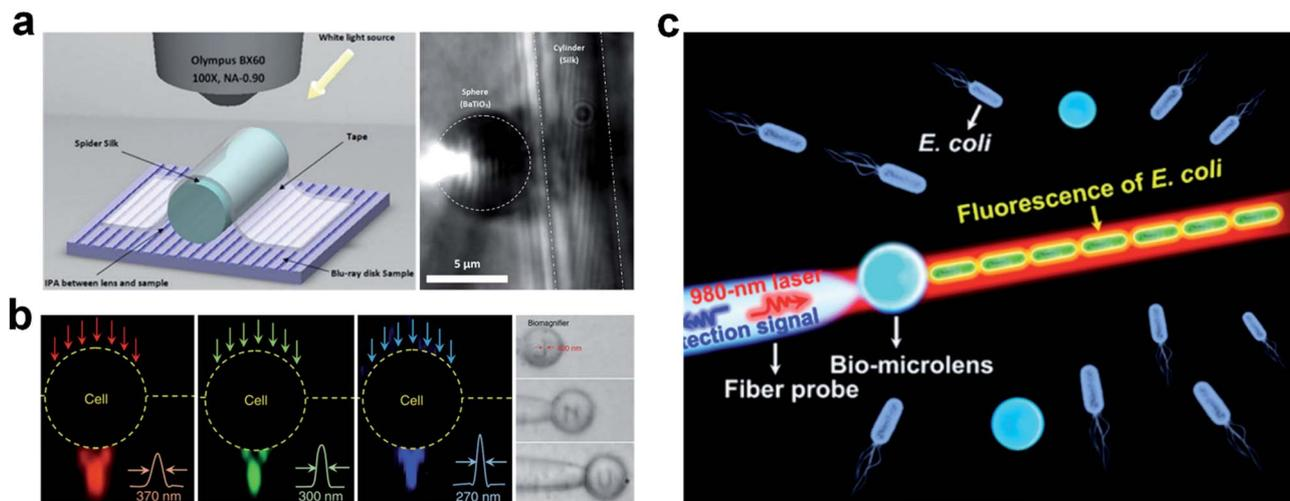 a
Olympus BX60
100X, NA-0.90
White light source
Spider Silk
Tape
IPA between lens and sample
Blu-ray disk Sample
Sphere
(BaTiO₃)
Cylinder
(Silk)
5 μm
b
Cell
370 nm
Cell
300 nm
Cell
270 nm
Biomagnifier
N
c
E. coli
Fluorescence of E. coli
980-nm laser
tection signal
Bio-microlens
Fiber probe